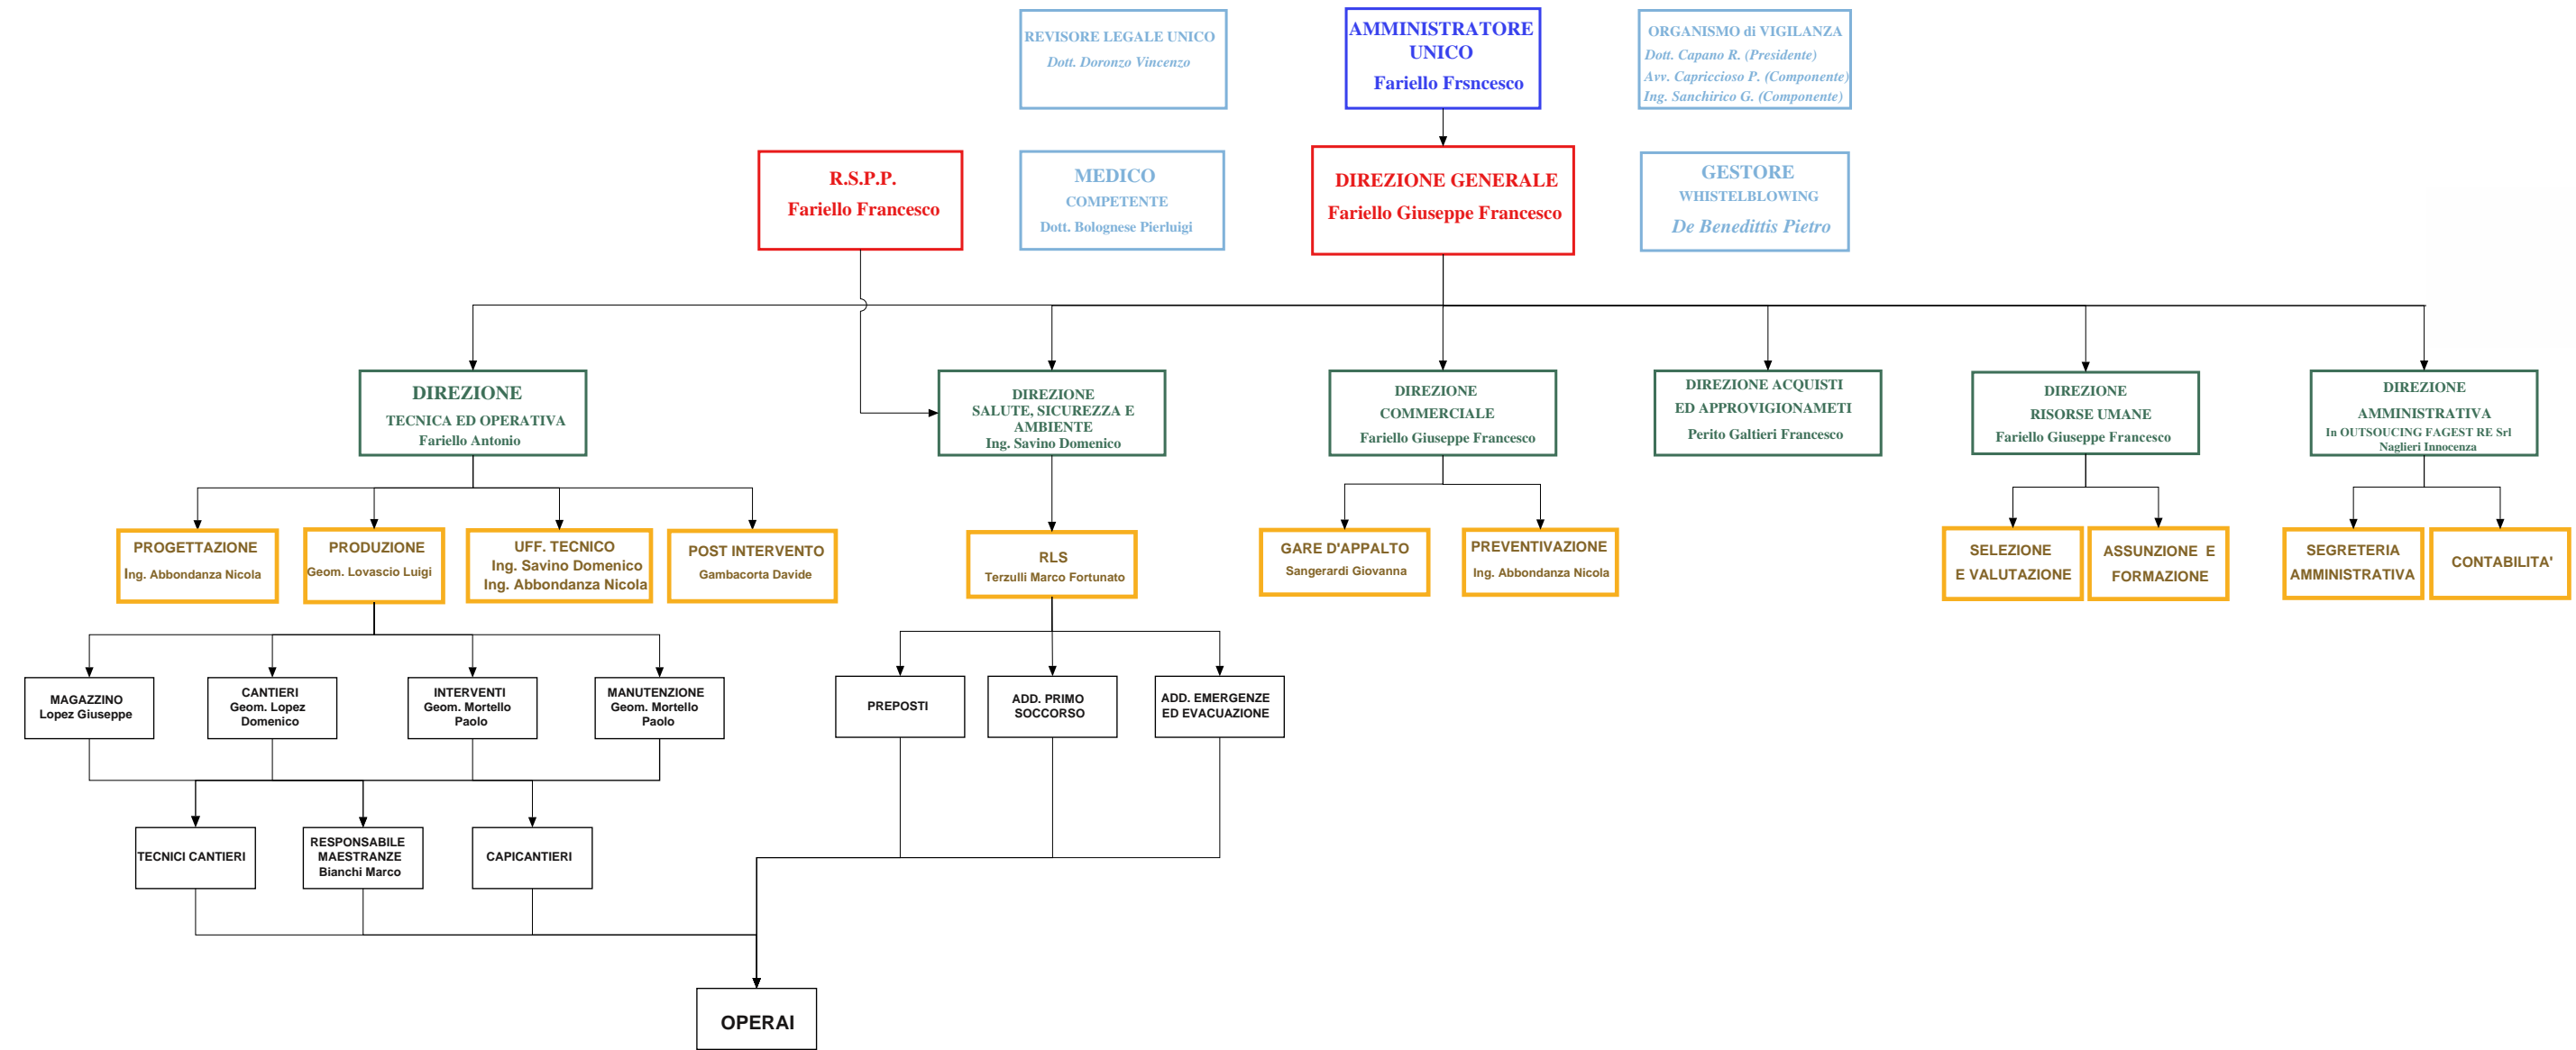 REVISORE LEGALE UNICO
Dott. Doronzo Vincenzo
AMMINISTRATORE
UNICO
Fariello Frsncesco
ORGANISMO di VIGILANZA
Dott. Capano R. (Presidente)
Avv. Capriccioso P. (Componente)
Ing. Sanchirico G. (Componente)
R.S.P.P.
Fariello Francesco
MEDICO
COMPETENTE
Dott. Bolognese Pierluigi
DIREZIONE GENERALE
Fariello Giuseppe Francesco
GESTORE
WHISTELBLOWING
De Benedittis Pietro
DIREZIONE
TECNICA ED OPERATIVA
Fariello Antonio
DIREZIONE
SALUTE, SICUREZZA E
AMBIENTE
Ing. Savino Domenico
DIREZIONE
COMMERCIALE
Fariello Giuseppe Francesco
DIREZIONE ACQUISTI
ED APPROVIGIONAMETI
Perito Galtieri Francesco
DIREZIONE
RISORSE UMANE
Fariello Giuseppe Francesco
DIREZIONE
AMMINISTRATIVA
In OUTSOUCING FAGEST RE Srl
Naglieri Innocenza
PROGETTAZIONE
Ing. Abbondanza Nicola
PRODUZIONE
Geom. Lovascio Luigi
UFF. TECNICO
Ing. Savino Domenico
Ing. Abbondanza Nicola
POST INTERVENTO
Gambacorta Davide
RLS
Terzulli Marco Fortunato
GARE D'APPALTO
Sangerardi Giovanna
PREVENTIVAZIONE
Ing. Abbondanza Nicola
SELEZIONE
E VALUTAZIONE
ASSUNZIONE E
FORMAZIONE
SEGRETERIA
AMMINISTRATIVA
CONTABILITA'
MAGAZZINO
Lopez Giuseppe
CANTIERI
Geom. Lopez
Domenico
INTERVENTI
Geom. Mortello
Paolo
MANUTENZIONE
Geom. Mortello
Paolo
PREPOSTI
ADD. PRIMO
SOCCORSO
ADD. EMERGENZE
ED EVACUAZIONE
TECNICI CANTIERI
RESPONSABILE
MAESTRANZE
Bianchi Marco
CAPICANTIERI
OPERAI